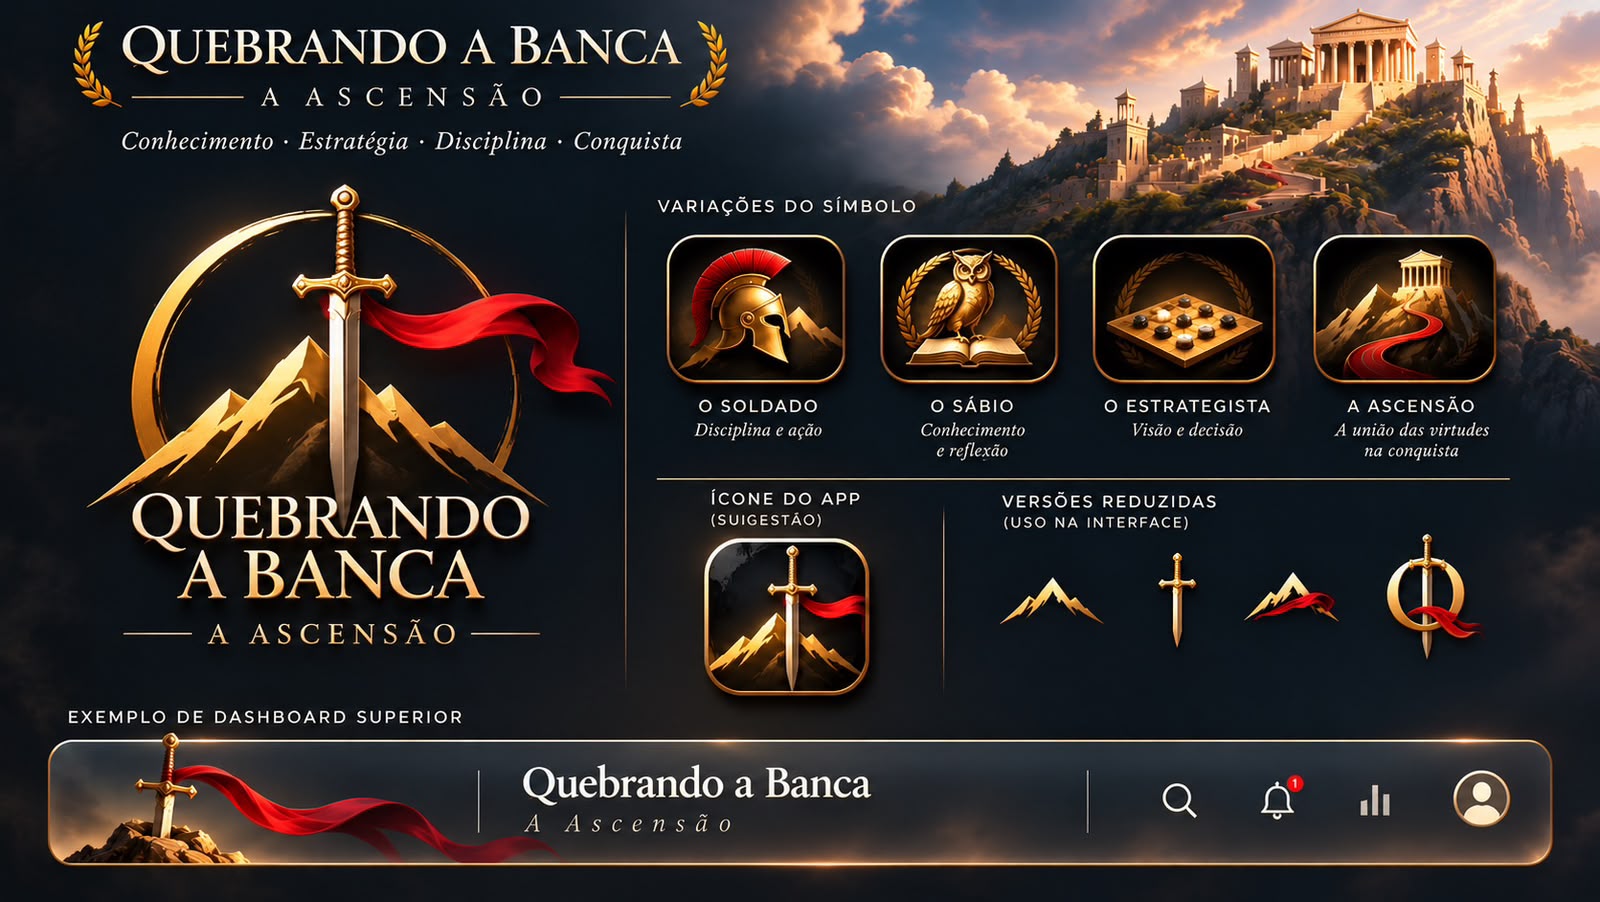 QUEBRANDO A BANCA
A ASCENSÃO
Conhecimento · Estratégia · Disciplina · Conquista
QUEBRANDO
A BANCA
A ASCENSÃO
VARIAÇÕES DO SÍMBOLO
O SOLDADO
Disciplina e ação
O SÁBIO
Conhecimento
e reflexão
O ESTRATEGISTA
Visão e decisão
A ASCENSÃO
A união das virtudes
na conquista
ÍCONE DO APP
(SUIGESTÃO)
VERSÕES REDUZIDAS
(USO NA INTERFACE)
Q
EXEMPLO DE DASHBOARD SUPERIOR
Quebrando a Banca
A Ascensão
1